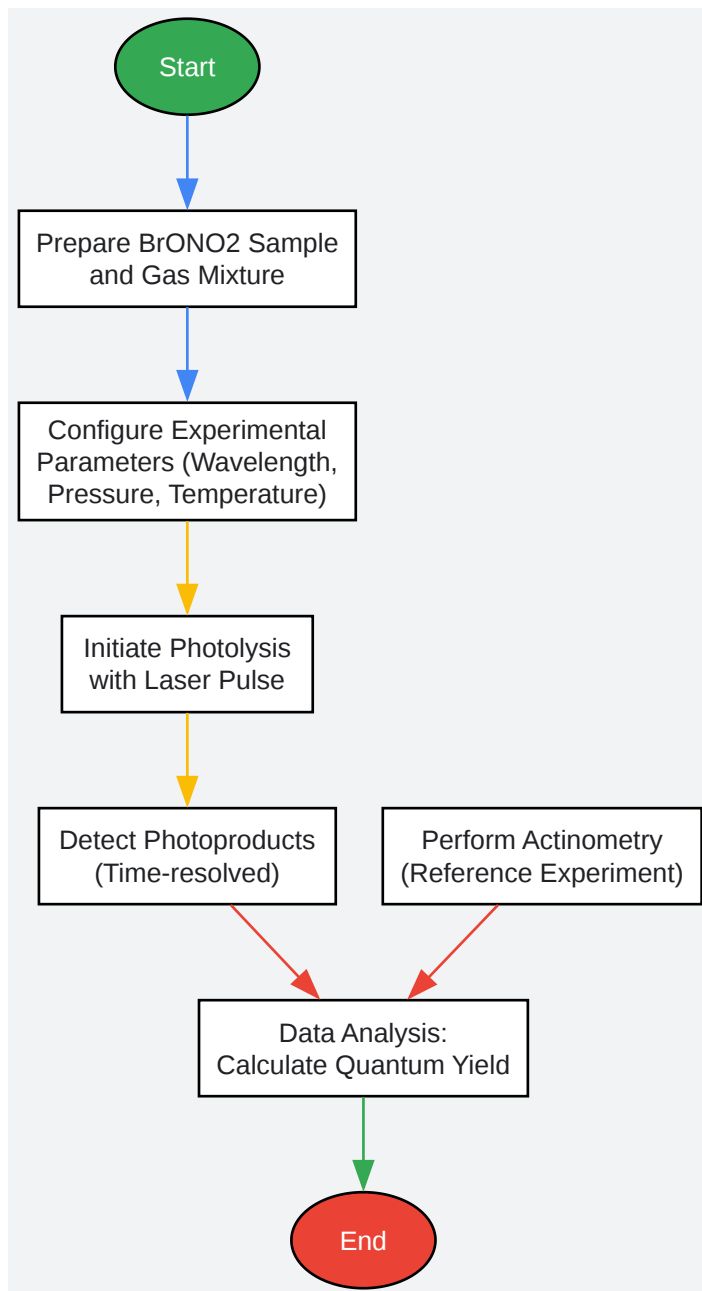 Start
Prepare BrONO2 Sample
and Gas Mixture
Configure Experimental
Parameters (Wavelength,
Pressure, Temperature)
Initiate Photolysis
with Laser Pulse
Detect Photoproducts
(Time-resolved)
Perform Actinometry
(Reference Experiment)
Data Analysis:
Calculate Quantum Yield
End